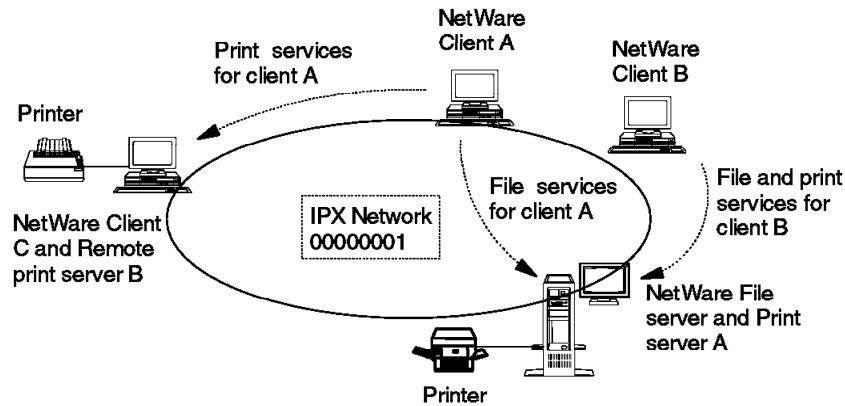 NetWare
Client A
NetWare
Client B
Print services
for client A
Printer
File services
for client A
File and print
services for
client B
IPX Network
00000001
NetWare Client
C and Remote
print server B
NetWare File
server and Print
server A
Printer